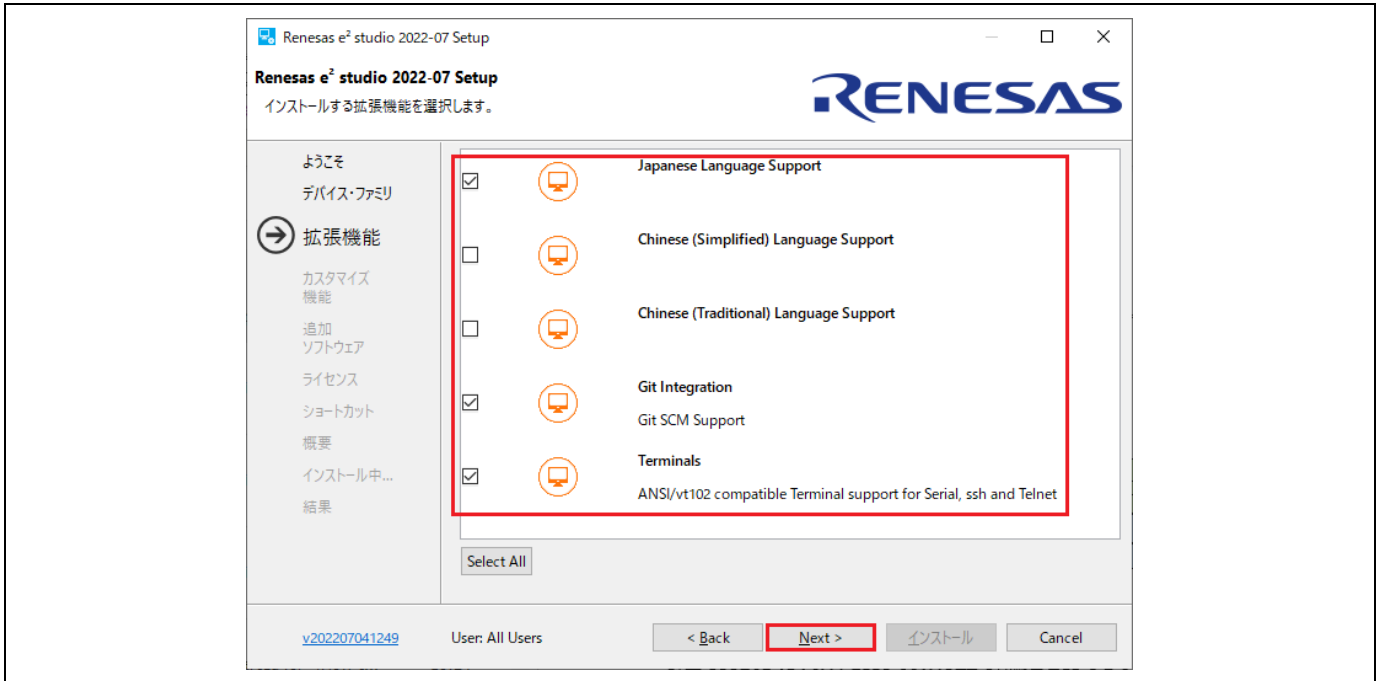 Renesas e² studio 2022-07 Setup
Renesas e² studio 2022-07 Setup
インストールする拡張機能を選択します。
RENESAS
ようこそ
デバイス・ファミリ
拡張機能
カスタマイズ
機能
追加
ソフトウェア
ライセンス
ショートカット
概要
インストール中...
結果
Japanese Language Support
Chinese (Simplified) Language Support
Chinese (Traditional) Language Support
Git Integration
Git SCM Support
Terminals
ANSI/vt102 compatible Terminal support for Serial, ssh and Telnet
Select All
v202207041249
User: All Users
< Back
Next >
インストール
Cancel